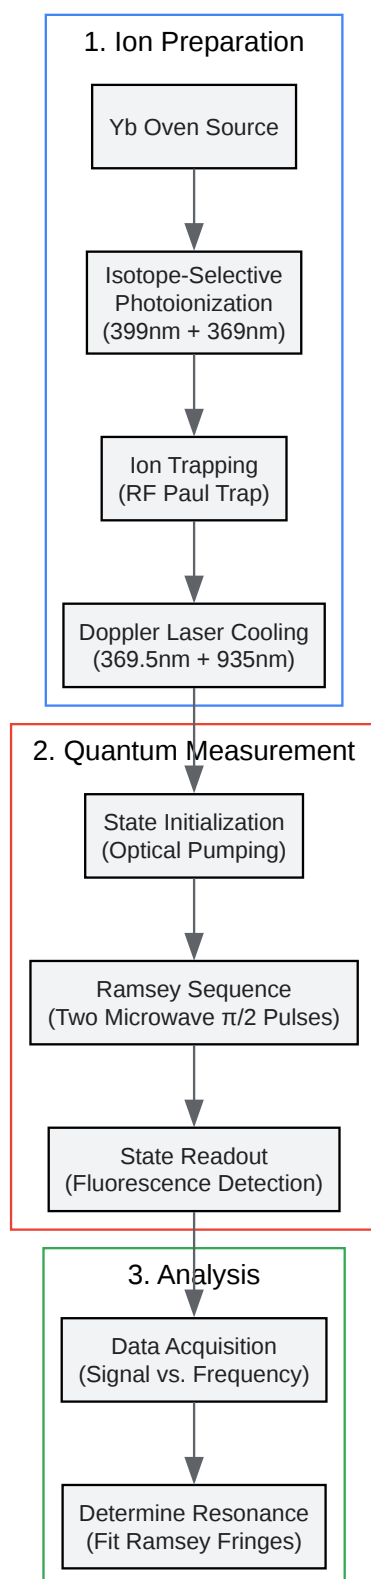 1. Ion Preparation
Yb Oven Source
Isotope-Selective
Photoionization
(399nm + 369nm)
Ion Trapping
(RF Paul Trap)
Doppler Laser Cooling
(369.5nm + 935nm)
2. Quantum Measurement
State Initialization
(Optical Pumping)
Ramsey Sequence
(Two Microwave π/2 Pulses)
State Readout
(Fluorescence Detection)
3. Analysis
Data Acquisition
(Signal vs. Frequency)
Determine Resonance
(Fit Ramsey Fringes)